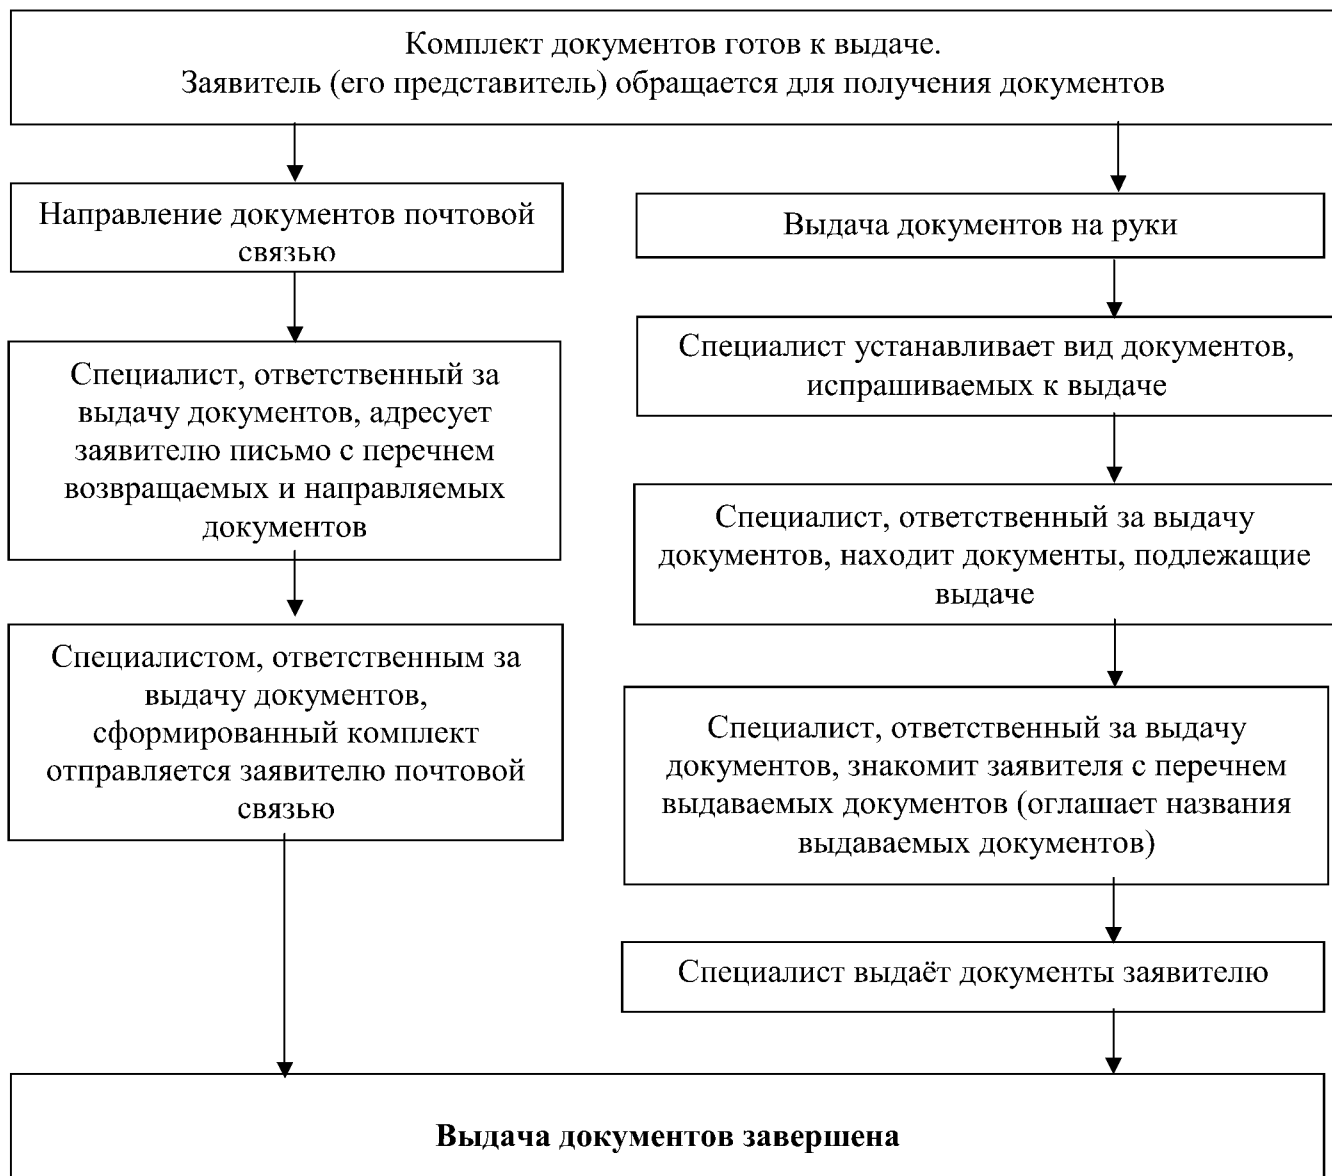 Комплект документов готов к выдаче.
Заявитель (его представитель) обращается для получения документов
Направление документов почтовой
связью
Специалист, ответственный за
выдачу документов, адресует
заявителю письмо с перечнем
возвращаемых и направляемых
документов
Специалистом, ответственным за
выдачу документов,
сформированный комплект
отправляется заявителю почтовой
связью
Выдача документов на руки
Специалист устанавливает вид документов,
испрашиваемых к выдаче
Специалист, ответственный за выдачу
документов, находит документы, подлежащие
выдаче
Специалист, ответственный за выдачу
документов, знакомит заявителя с перечнем
выдаваемых документов (оглашает названия
выдаваемых документов)
Специалист выдаёт документы заявителю
Выдача документов завершена